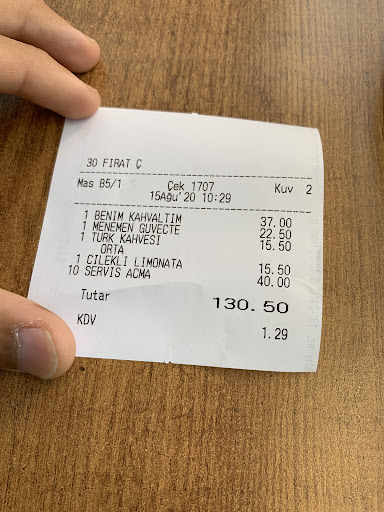 30 FIRAT Ç
Mas B5/1 Çek 1707 Kuv 2
15Ağu'20 10:29
1 BENIM KAHVALTIM 37.00
1 MENEMEN GUVECTE 22.50
1 TURK KAHVESI 15.50
ORTA
1 CILEKLI LIMONATA 15.50
10 SERVIS ACMA 40.00
Tutar 130.50
KDV 1.29